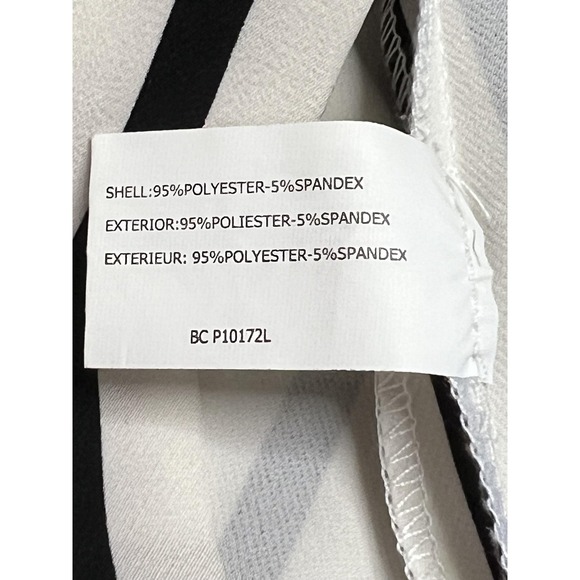 SHELL:95%POLYESTER-5%SPANDEX
EXTERIOR:95%POLIESTER-5%SPANDEX
EXTERIEUR: 95%POLYESTER-5%SPANDEX
BC P10172L